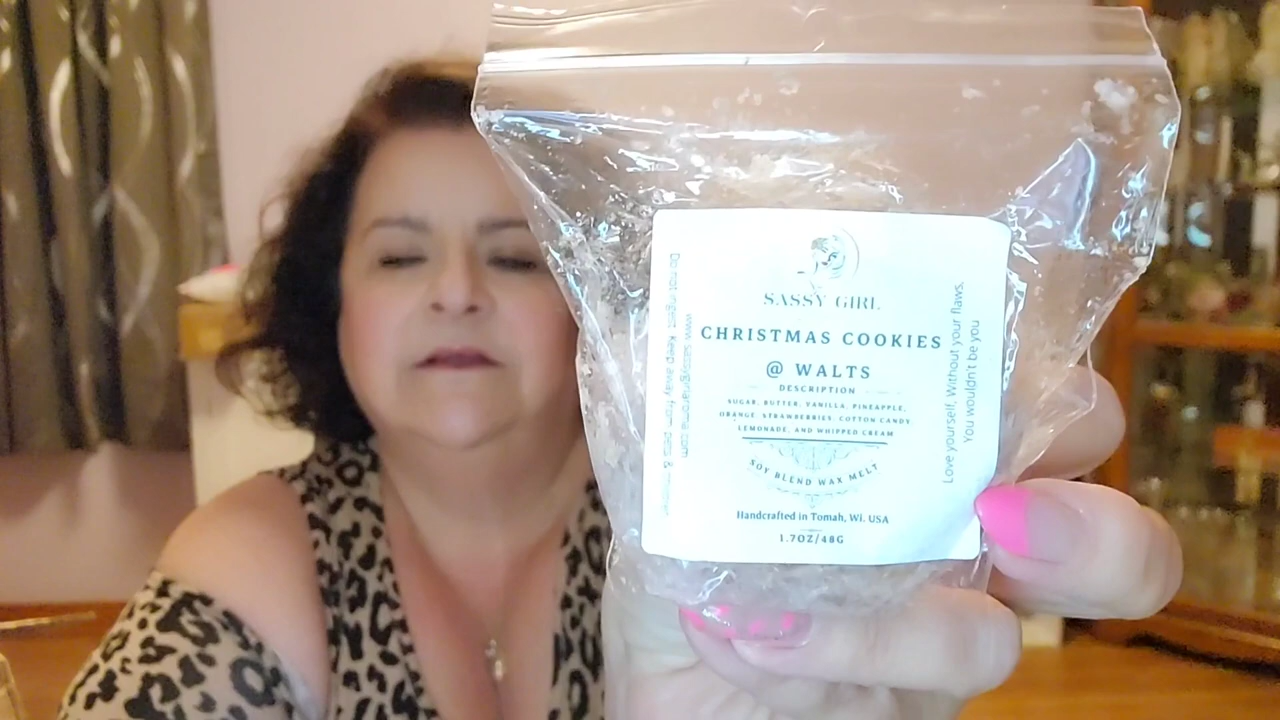 SASSY GIRL
CHRISTMAS COOKIES
@ WALTS
DESCRIPTION
SUGAR, BUTTER, VANILLA, PINEAPPLE,
ORANGE, STRAWBERRIES, COTTON CANDY,
LEMONADE, AND WHIPPED CREAM
SOY BLEND WAX MELT
Handcrafted in Tomah, Wi. USA
1.7OZ/48G
Do not ingest. Keep away from pets &
Love yourself, Without your flaws,
You wouldn't be you